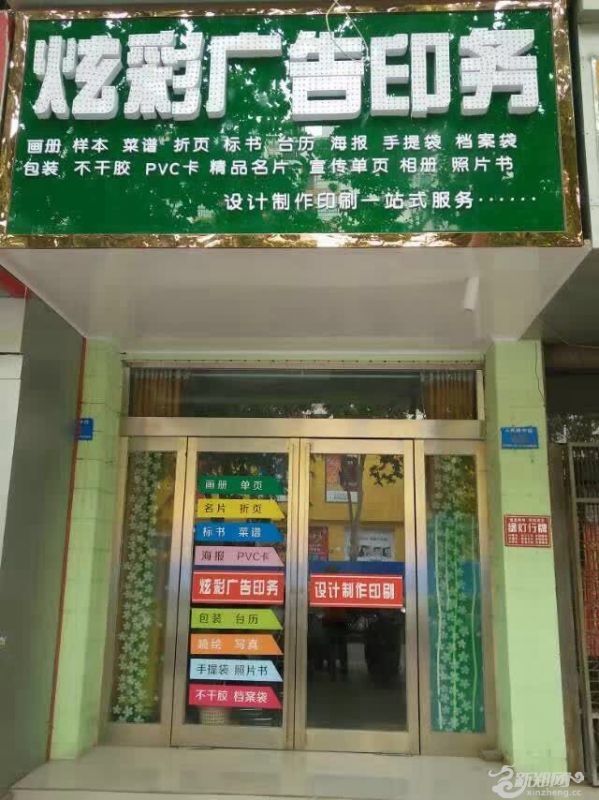 炫彩广告印务
画册 样本 菜谱 折页 标书 台历 海报 手提袋 档案袋
包装 不干胶 PVC卡 精品名片 宣传单页 相册 照片书
设计制作印刷一站式服务······
画册 单页
名片 折页
标书 菜谱
海报 PVC卡
炫彩广告印务
设计制作印刷
包装 台历
喷绘 写真
手提袋 照片书
不干胶 档案袋
新郑网
xinzheng.cc